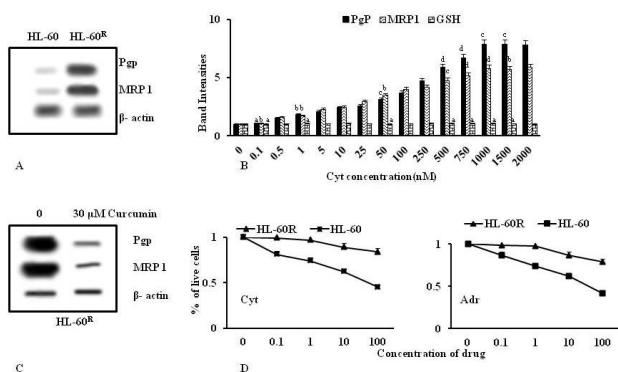 HL-60 HL-60R
Pgp
MRP1
β- actin
A
PgP MRP1 GSH
Band Intensities
10
5
0
a a b a b b a c a d c d c c c c a
0 0.1 0.5 1 5 10 25 50 100 250 500 750 1000 1500 2000
Cyt concentration(nM)
B
0 30 µM Curcumin
Pgp
MRP1
β- actin
HL-60R
C
HL-60R HL-60
% of live cells
1
0.5
0
Cyt
0 0.1 1 10 100
HL-60R HL-60
1
0.5
0
Adr
0 0.1 1 10 100
Concentration of drug
D